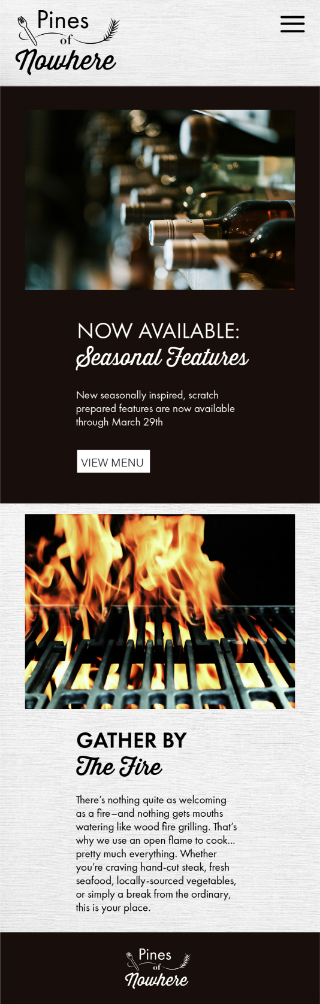 Pines
of
Nowhere
NOW AVAILABLE:
Seasonal Features
New seasonally inspired, scratch
prepared features are now available
through March 29th
VIEW MENU
GATHER BY
The Fire
There's nothing quite as welcoming
as a fire—and nothing gets mouths
watering like wood fire grilling. That's
why we use an open flame to cook...
pretty much everything. Whether
you're craving hand-cut steak, fresh
seafood, locally-sourced vegetables,
or simply a break from the ordinary,
this is your place.
Pines
of
Nowhere